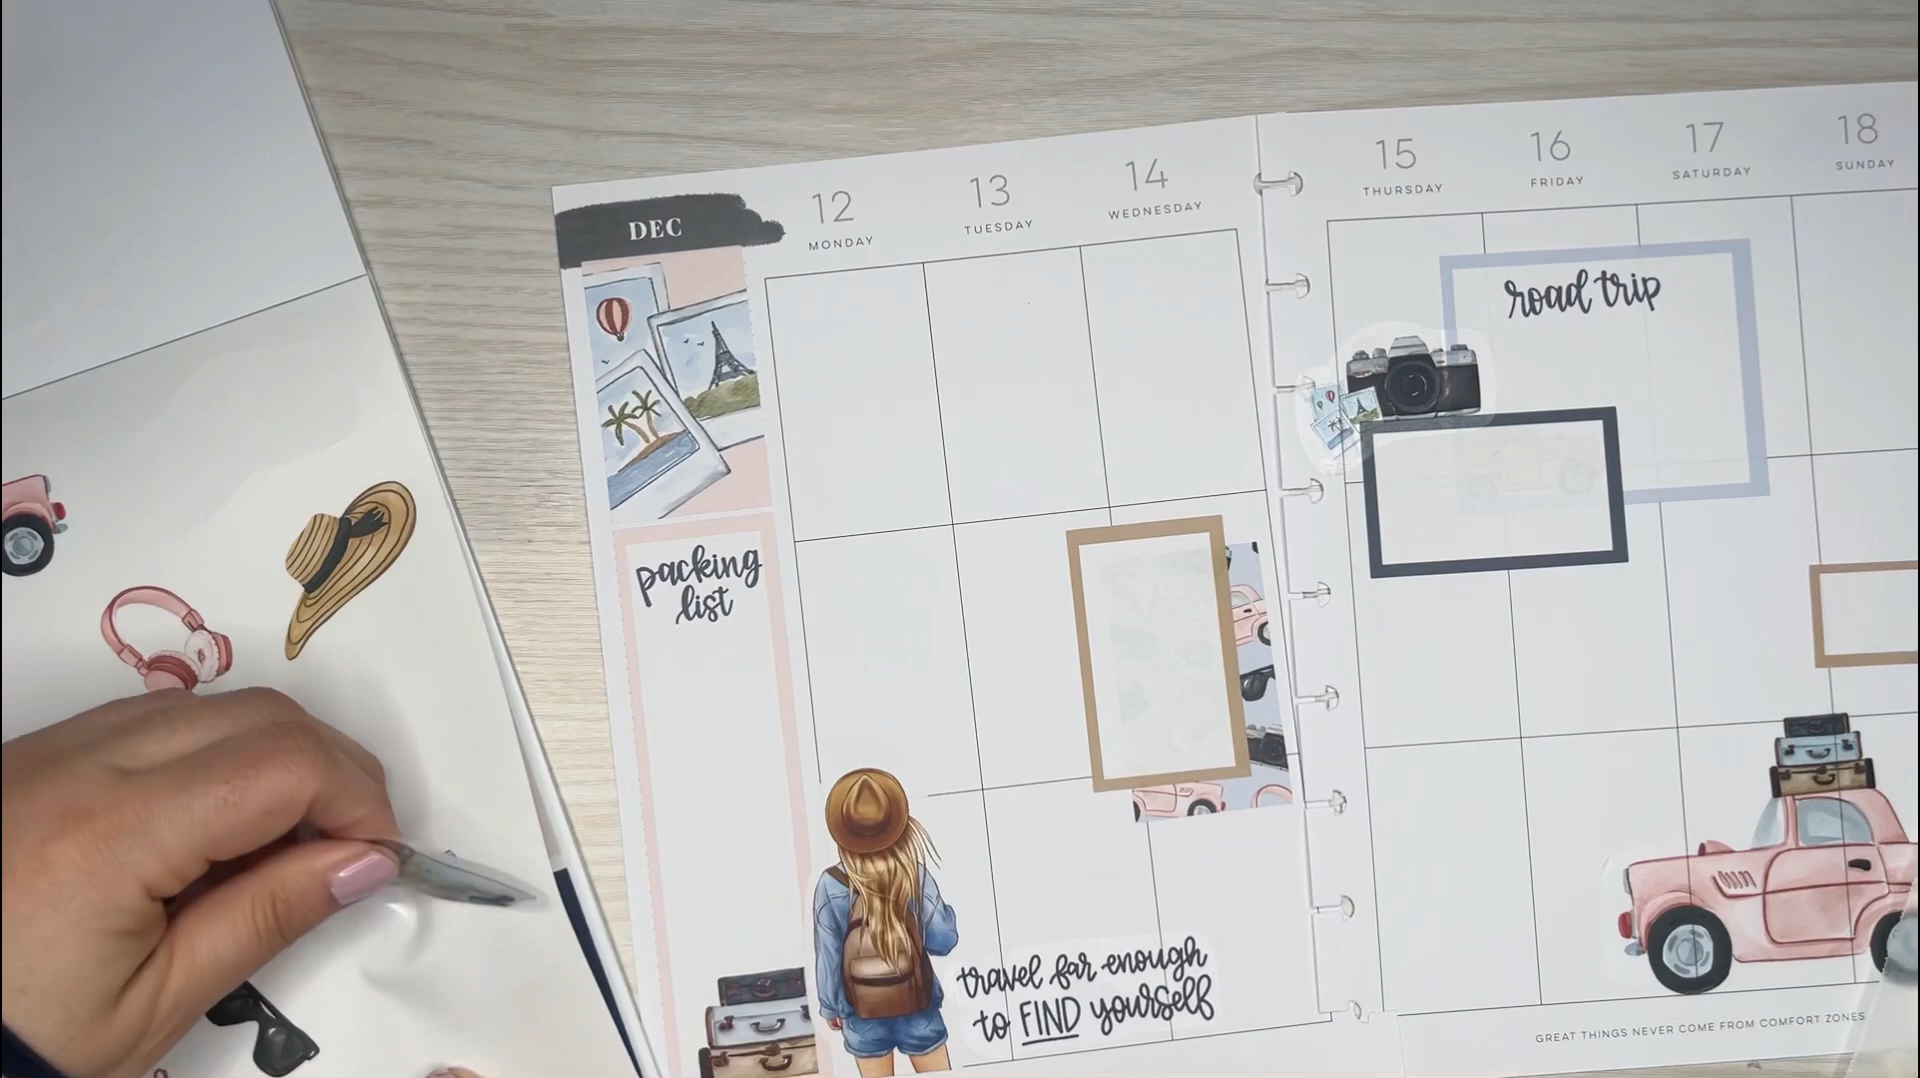 DEC
12
MONDAY
13
TUESDAY
14
WEDNESDAY
15
THURSDAY
16
FRIDAY
17
SATURDAY
18
SUNDAY
road trip
packing
list
travel far enough
to FIND yourself
GREAT THINGS NEVER COME FROM COMFORT ZONES